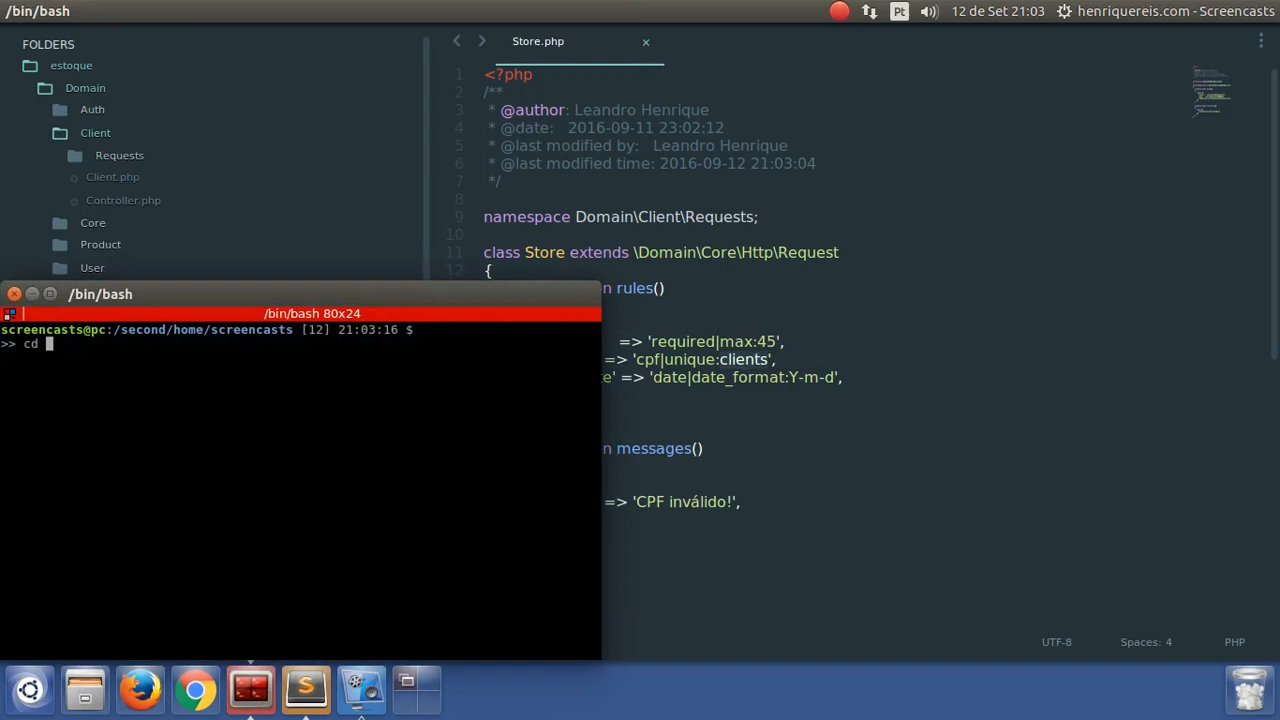 /bin/bash
Pt
12 de Set 21:03
henriquereis.com - Screencasts
FOLDERS
estoque
Domain
Auth
Client
Requests
Client.php
Controller.php
Core
Product
User
Store.php
1 <?php
2 /**
3 * @author: Leandro Henrique
4 * @date: 2016-09-11 23:02:12
5 * @last modified by: Leandro Henrique
6 * @last modified time: 2016-09-12 21:03:04
7 */
8
9 namespace Domain\Client\Requests;
10
11 class Store extends \Domain\Core\Http\Request
12 {
n rules()
=> 'required|max:45',
=> 'cpf|unique:clients',
te' => 'date|date_format:Y-m-d',
n messages()
=> 'CPF inválido!',
/bin/bash
/bin/bash 80x24
screencasts@pc:/second/home/screencasts [12] 21:03:16 $
>> cd
UTF-8
Spaces: 4
PHP